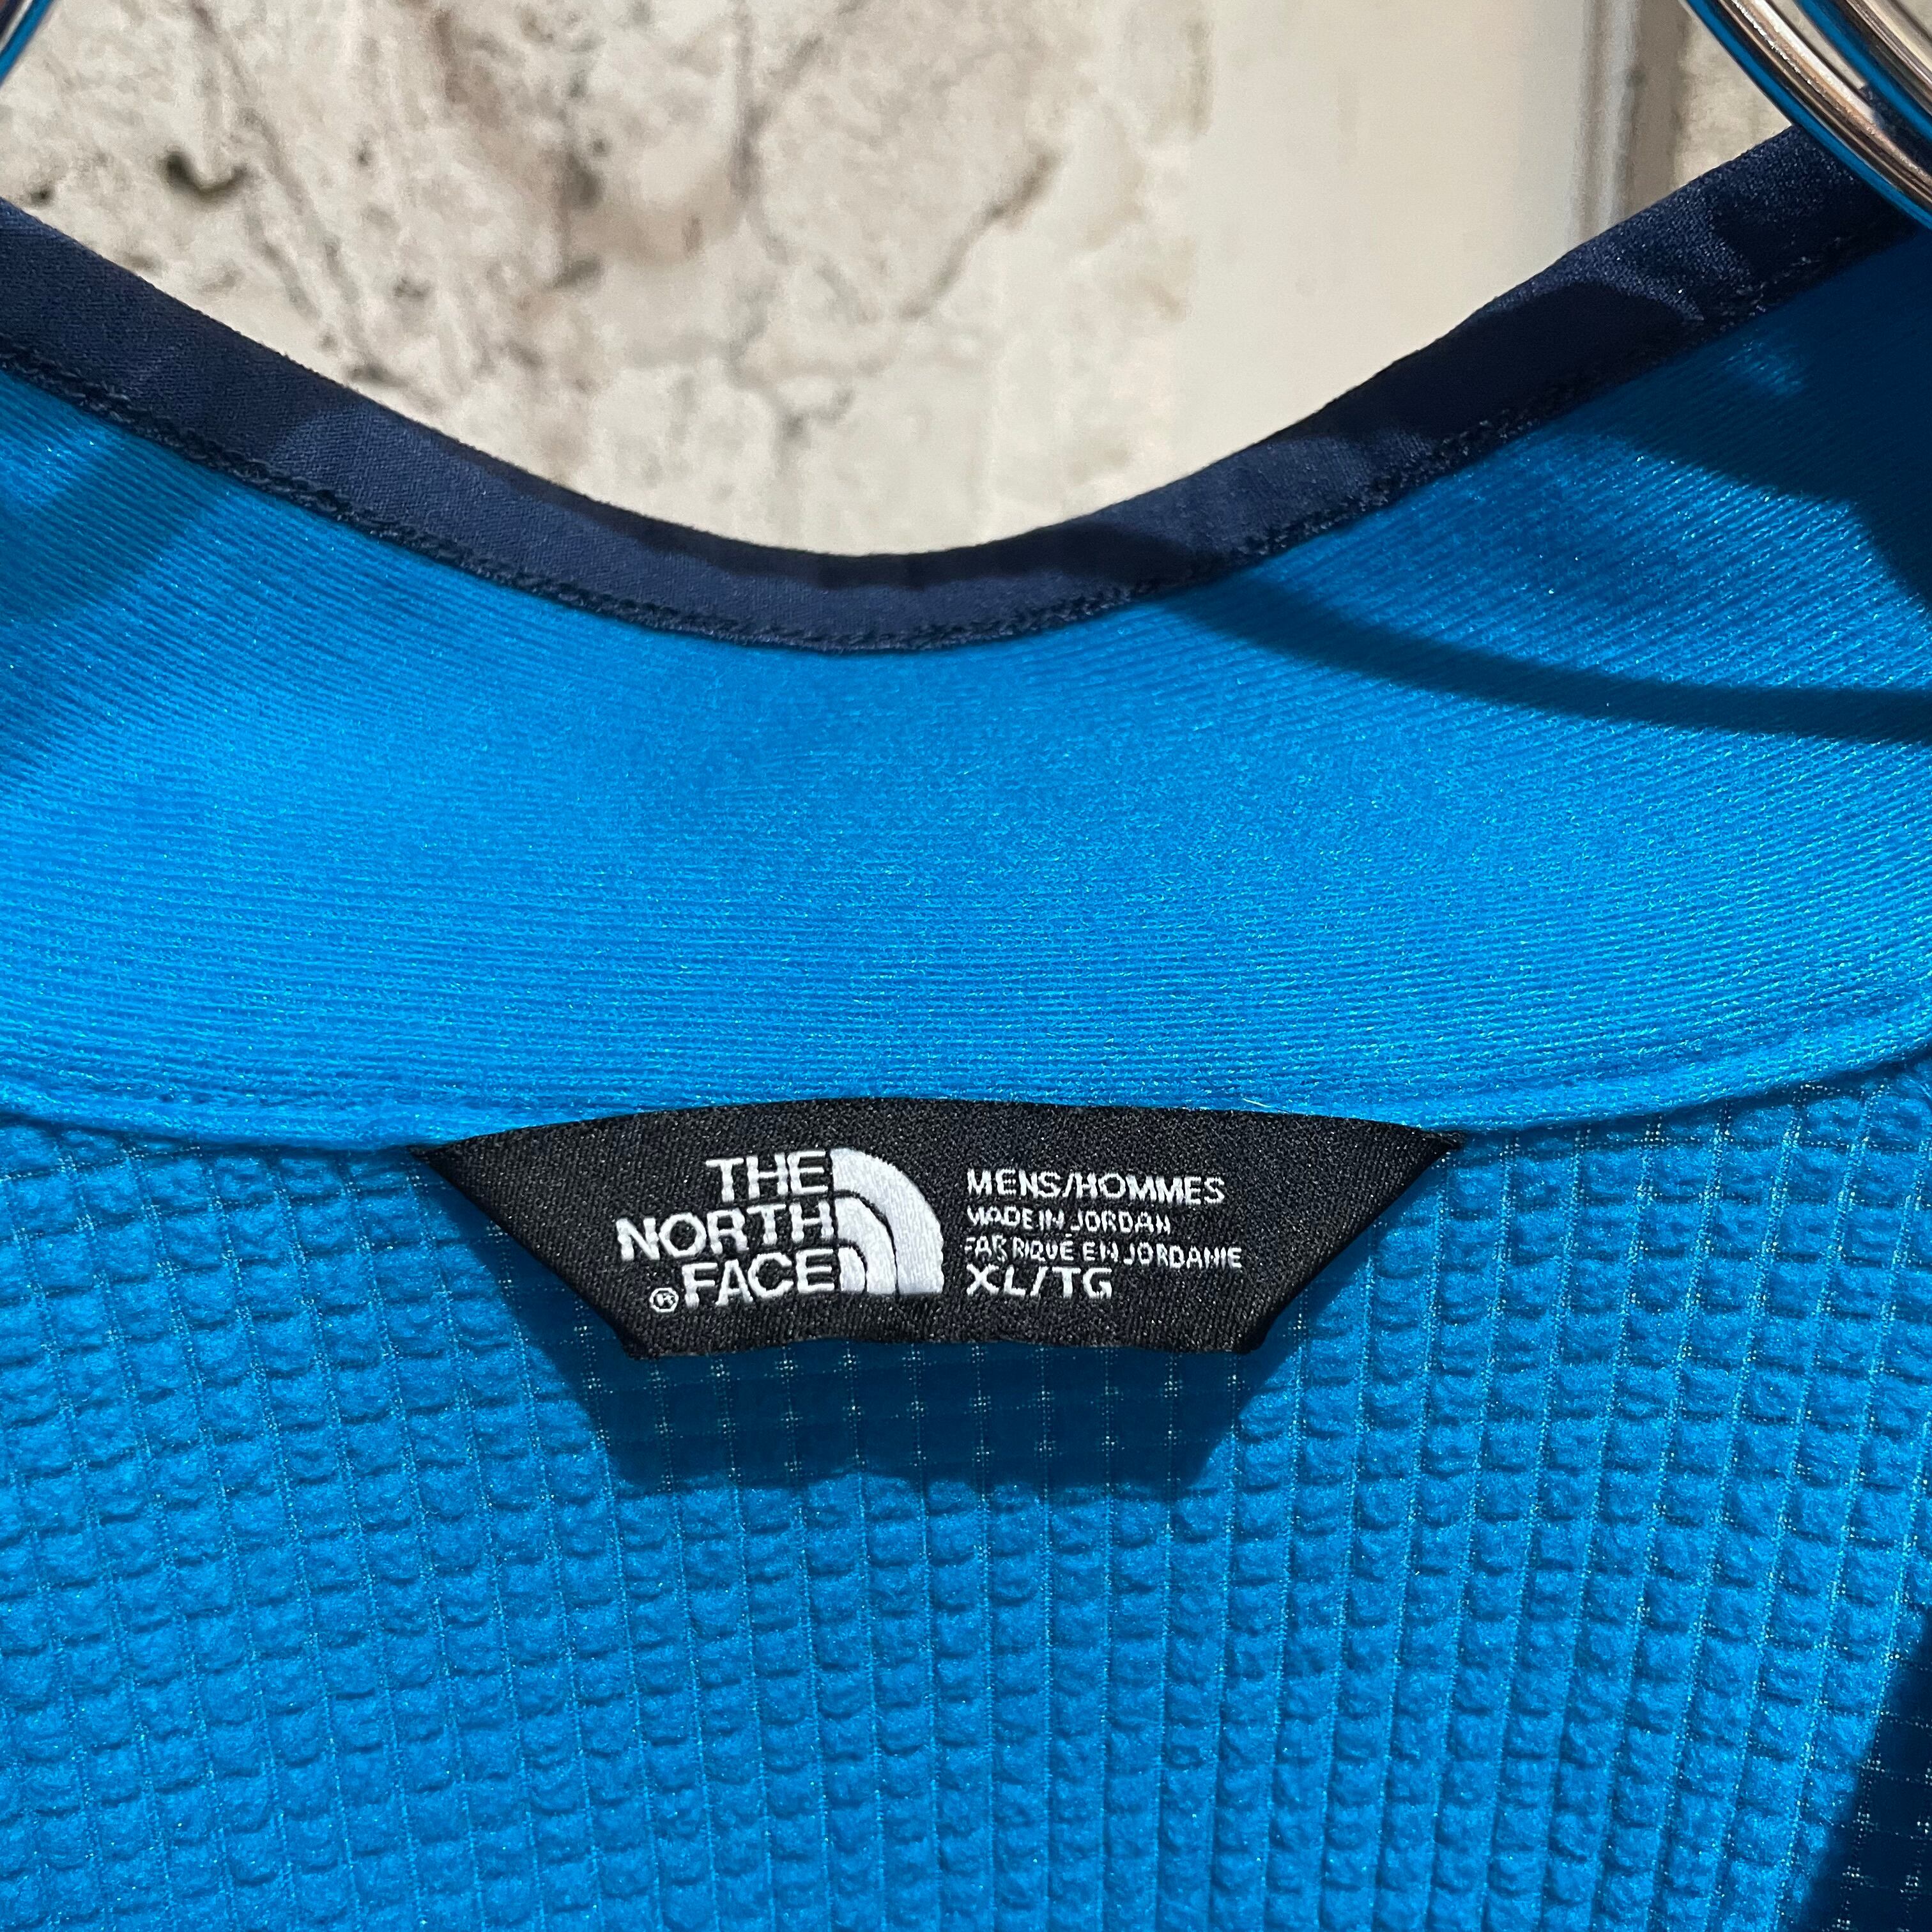 THE
NORTH
® FACE
MENS/HOMMES
MADE IN JORDAN
FABRIQUÉ EN JORDANIE
XL/TG